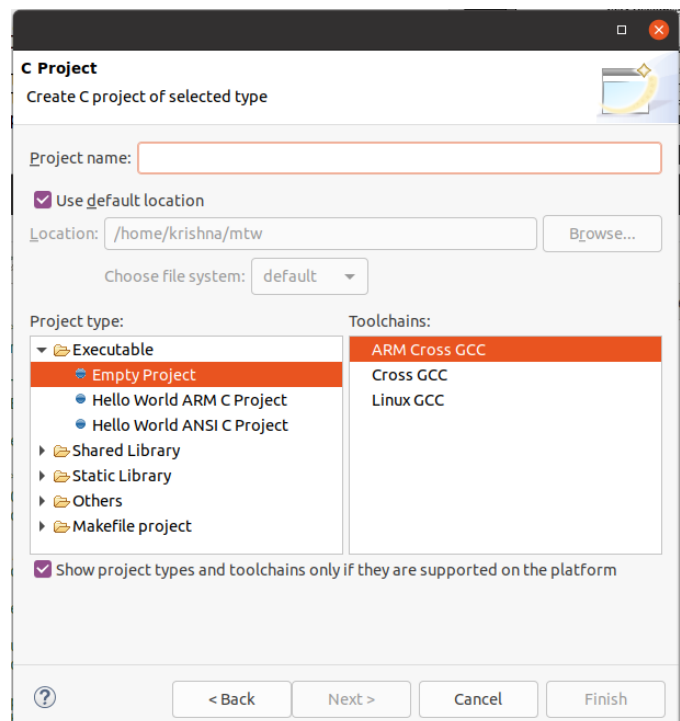 C Project
Create C project of selected type
Project name:
Use default location
Location: /home/krishna/mtw Browse...
Choose file system: default
Project type: Toolchains:
Executable
Empty Project
Hello World ARM C Project
Hello World ANSI C Project
Shared Library
Static Library
Others
Makefile project
ARM Cross GCC
Cross GCC
Linux GCC
Show project types and toolchains only if they are supported on the platform
? < Back Next > Cancel Finish